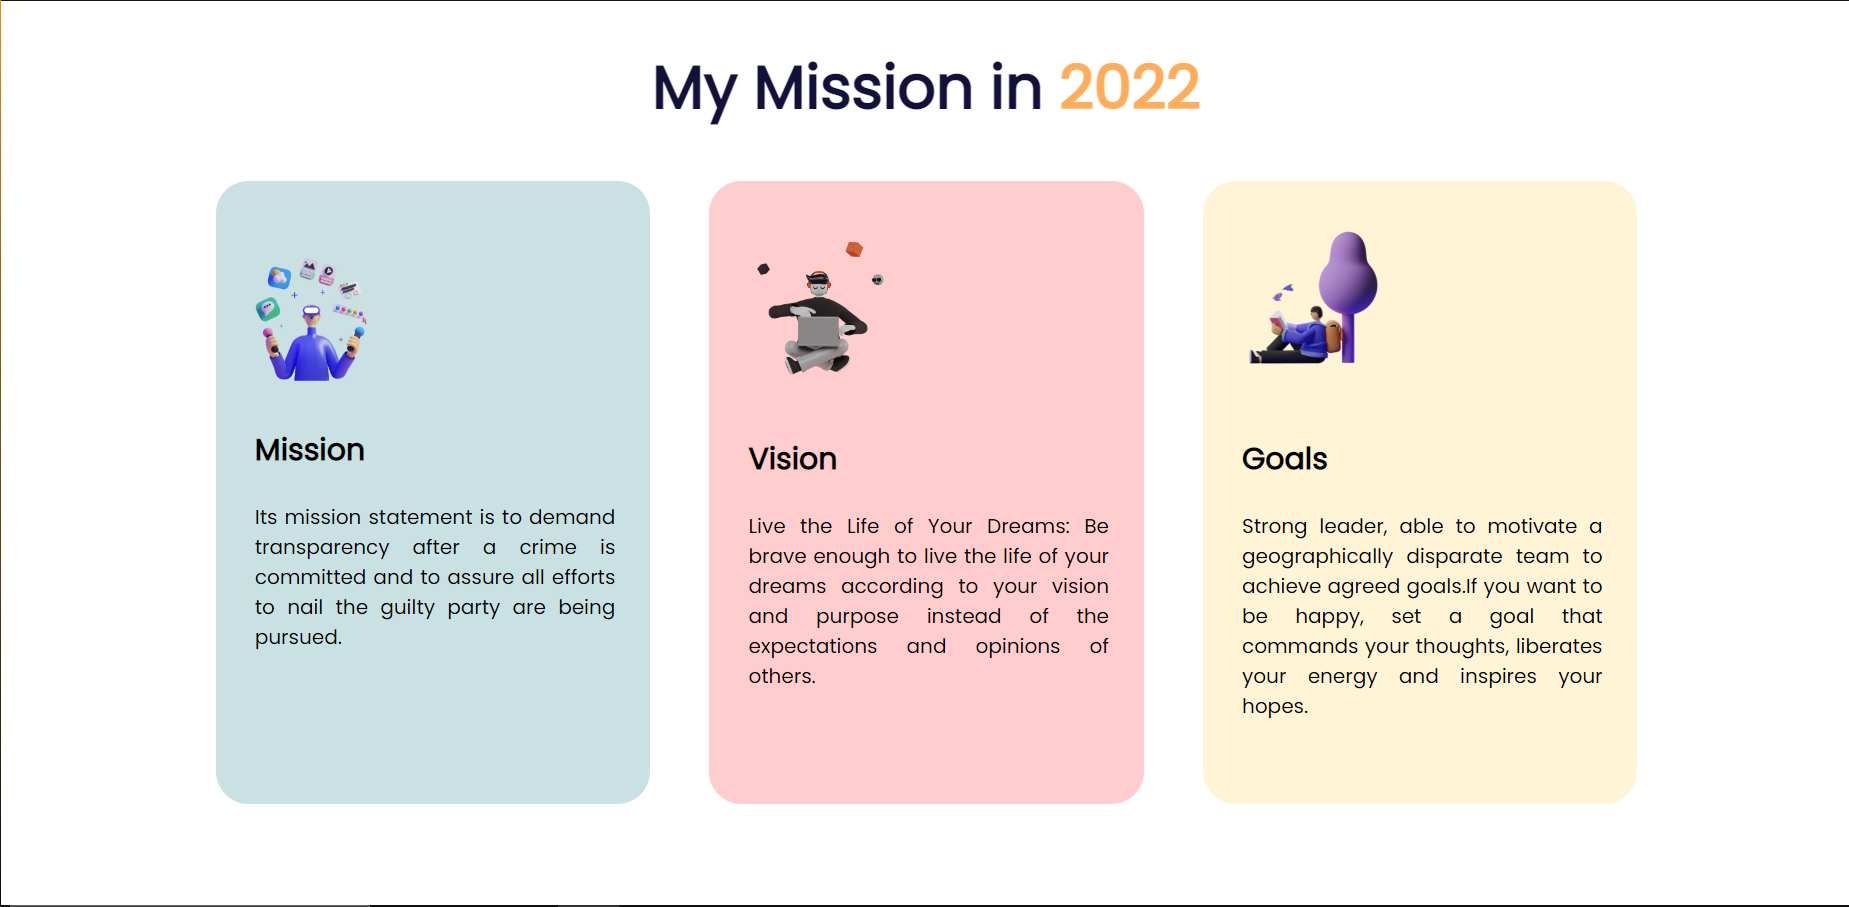 My Mission in 2022
Mission
Its mission statement is to demand
transparency after a crime is
committed and to assure all efforts
to nail the guilty party are being
pursued.
Vision
Live the Life of Your Dreams: Be
brave enough to live the life of your
dreams according to your vision
and purpose instead of the
expectations and opinions of
others.
Goals
Strong leader, able to motivate a
geographically disparate team to
achieve agreed goals.If you want to
be happy, set a goal that
commands your thoughts, liberates
your energy and inspires your
hopes.